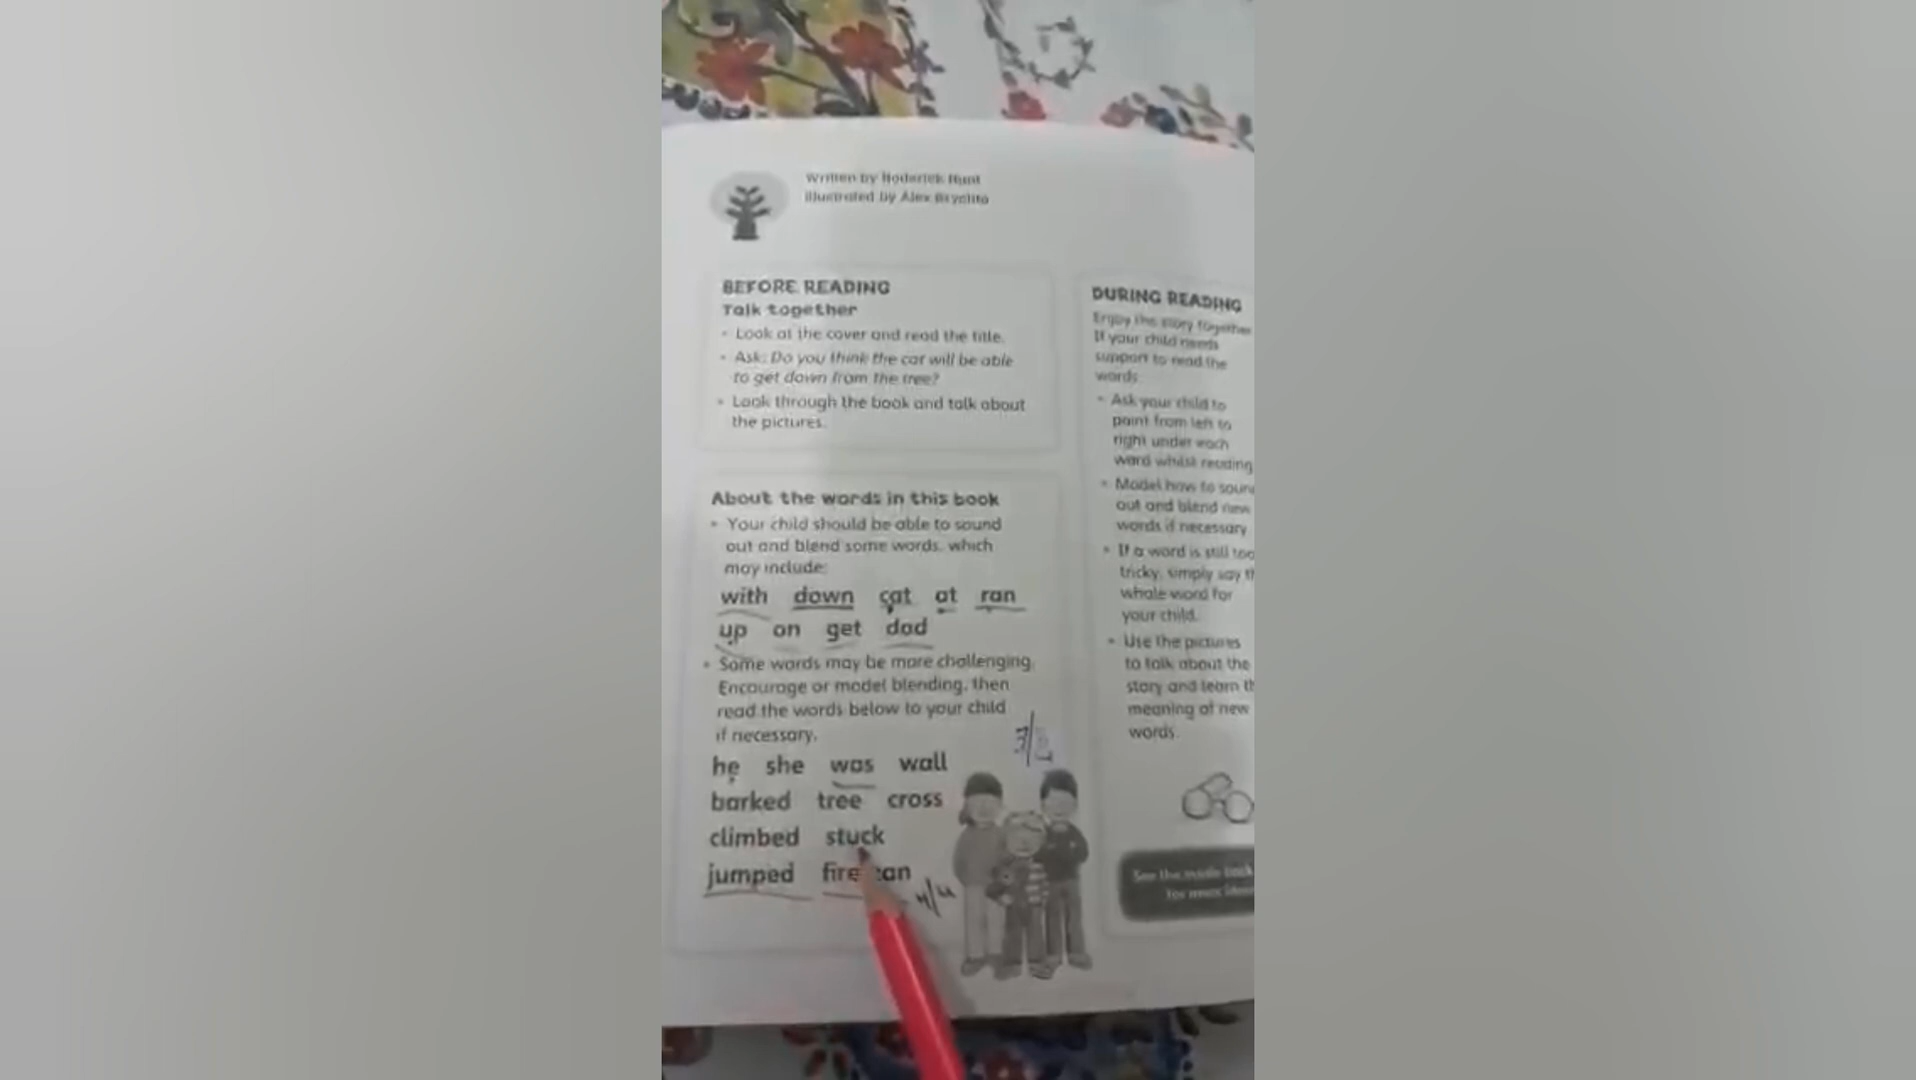 Written by Roderick Hunt
Illustrated by Alex Brychta
BEFORE READING
Talk together
• Look at the cover and read the title.
• Ask: Do you think the cat will be able
to get down from the tree?
• Look through the book and talk about
the pictures.
About the words in this book
• Your child should be able to sound
out and blend some words, which
may include:
with down cat at ran
up on get dad
• Some words may be more challenging.
Encourage or model blending, then
read the words below to your child
if necessary.
he she was wall
barked tree cross
climbed stuck
jumped fire
DURING READING
Enjoy the story together
If your child needs
support to read the
words
• Ask your child to
point from left to
right under each
word whilst reading
• Model how to
out and blend new
words if necessary
• If a word is still too
tricky, simply say
whole word for
your child.
• Use the pictures
to talk about the
story and learn
meaning of new
words.
See the inside back
for more